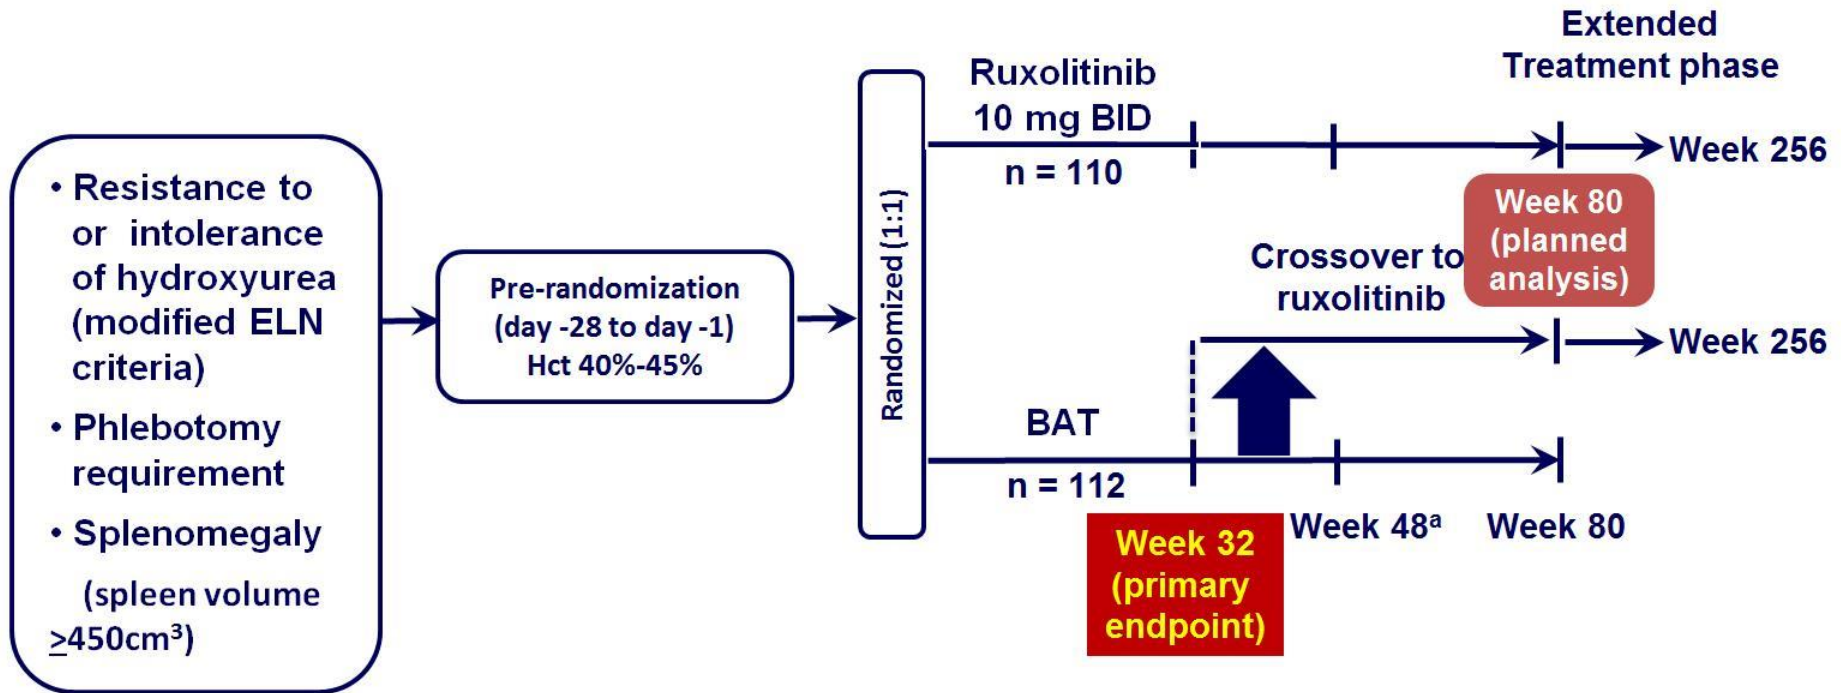 • Resistance to
or intolerance
of hydroxyurea
(modified ELN
criteria)
• Phlebotomy
requirement
• Splenomegaly
(spleen volume
≥450cm³)
Pre-randomization
(day -28 to day -1)
Hct 40%-45%
Randomized (1:1)
Ruxolitinib
10 mg BID
n = 110
Extended
Treatment phase
Week 256
Week 80
(planned
analysis)
Crossover to
ruxolitinib
Week 256
BAT
n = 112
Week 32
(primary
endpoint)
Week 48ᵃ
Week 80